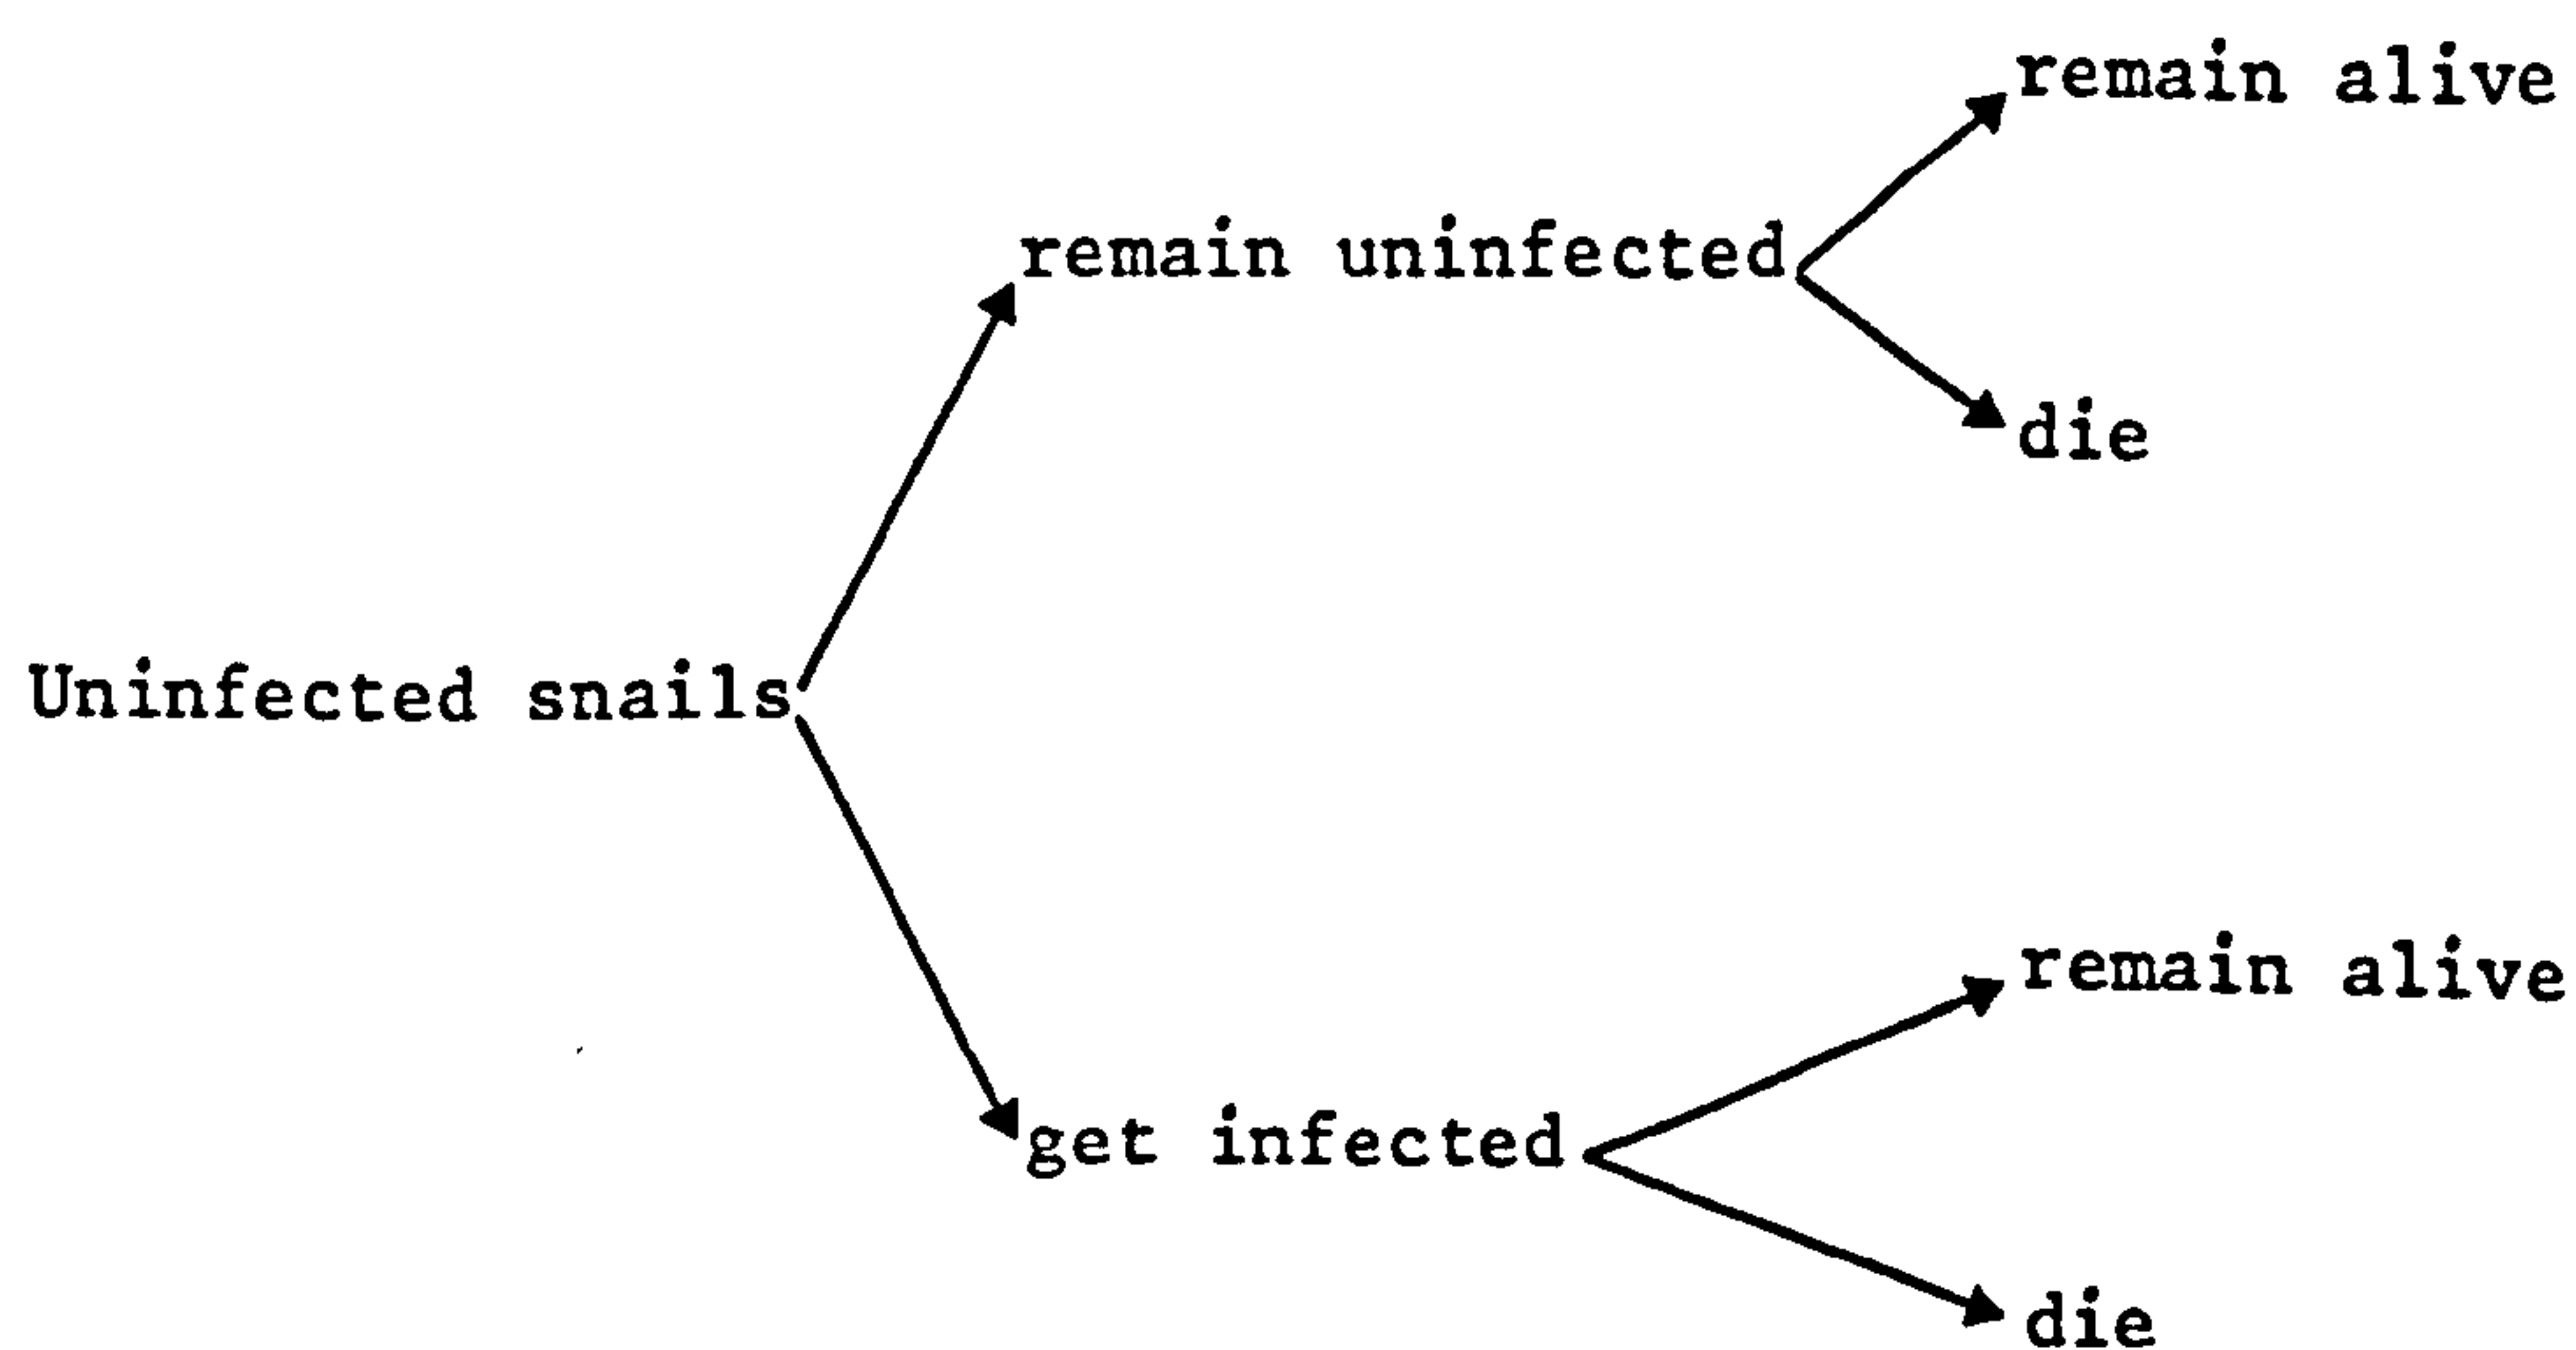 remain alive
remain uninfected
die
Uninfected snails
remain alive
get infected
die